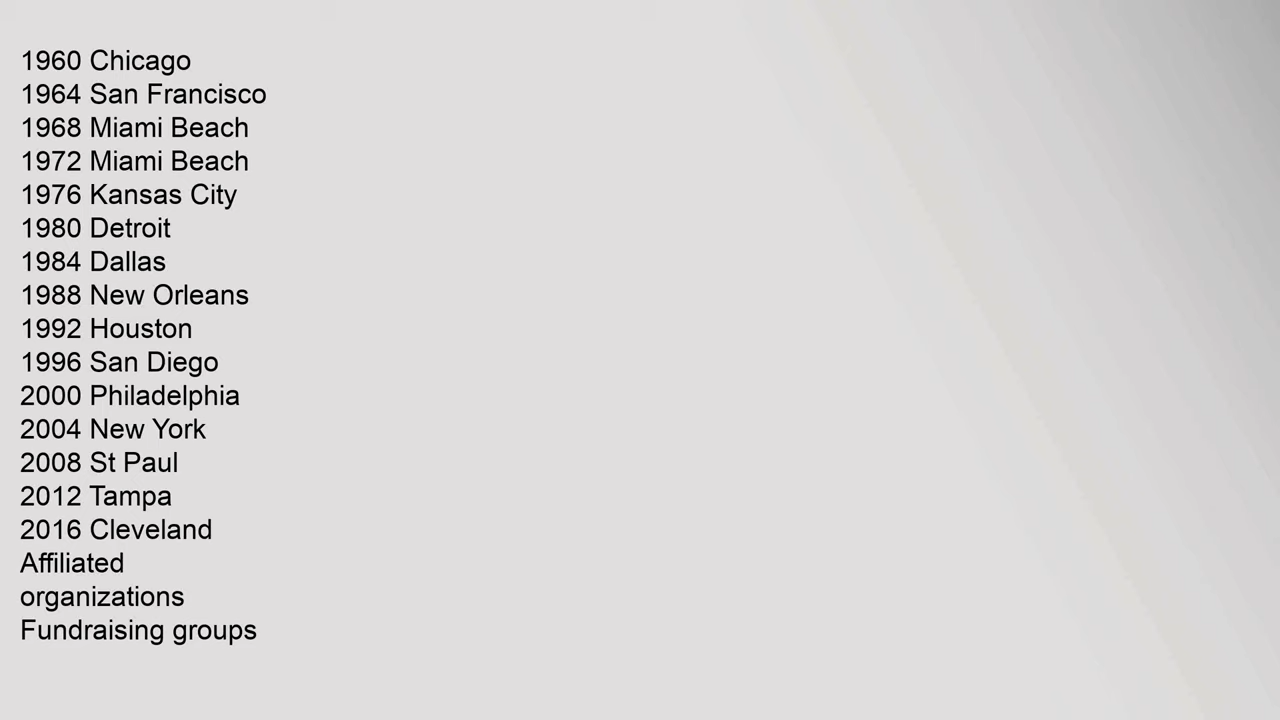 1960 Chicago
1964 San Francisco
1968 Miami Beach
1972 Miami Beach
1976 Kansas City
1980 Detroit
1984 Dallas
1988 New Orleans
1992 Houston
1996 San Diego
2000 Philadelphia
2004 New York
2008 St Paul
2012 Tampa
2016 Cleveland
Affiliated
organizations
Fundraising groups